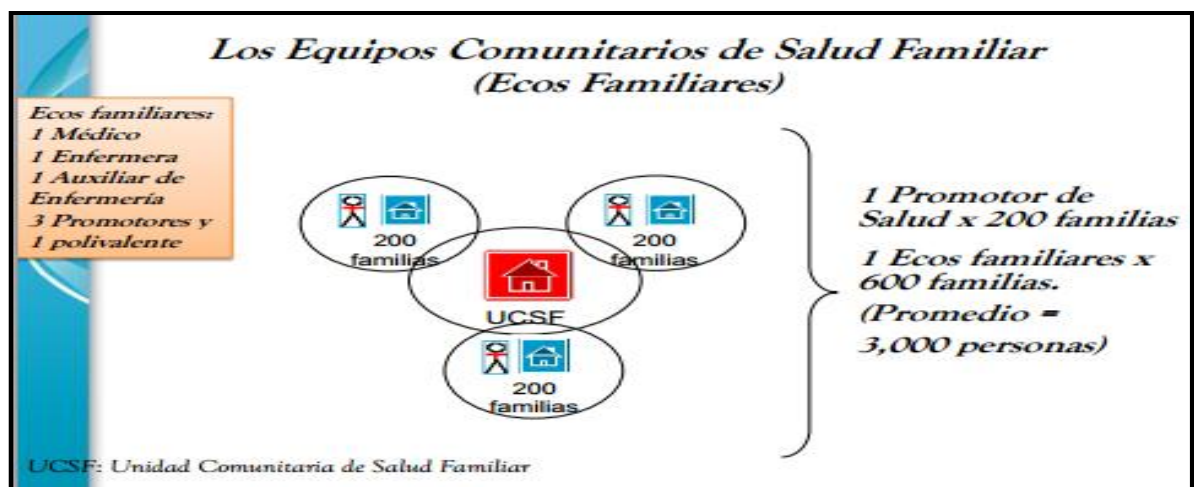 Los Equipos Comunitarios de Salud Familiar
(Ecos Familiares)
Ecos familiares:
1 Médico
1 Enfermera
1 Auxiliar de
Enfermería
3 Promotores y
1 polivalente
200
familias
200
familias
UCSF
200
familias
1 Promotor de
Salud x 200 familias
1 Ecos familiares x
600 familias.
(Promedio =
3,000 personas)
UCSF: Unidad Comunitaria de Salud Familiar